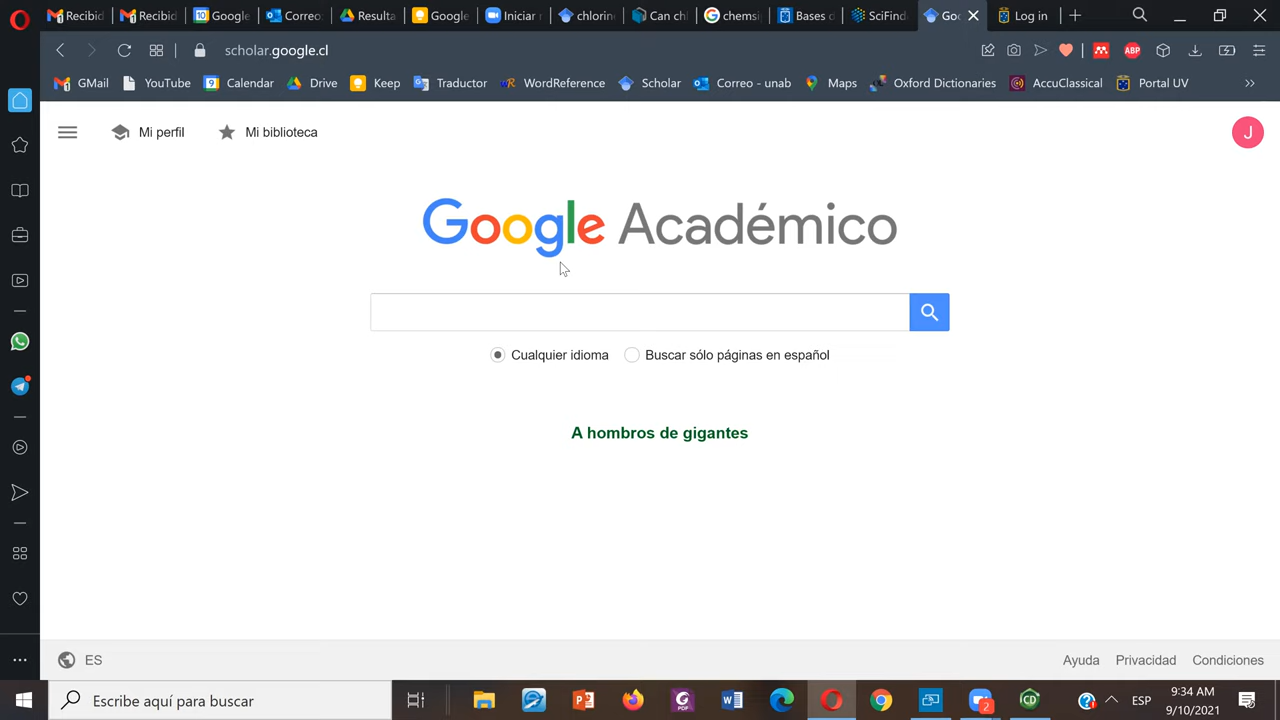 Recibid
Recibid
Google
Correo
Resulta
Google
Iniciar
chlorin
Can ch
chemsi
Bases d
SciFind
Goo
Log in
scholar.google.cl
GMail
YouTube
Calendar
Drive
Keep
Traductor
WordReference
Scholar
Correo - unab
Maps
Oxford Dictionaries
AccuClassical
Portal UV
Mi perfil
Mi biblioteca
J
Google Académico
Cualquier idioma
Buscar sólo páginas en español
A hombros de gigantes
ES
Ayuda
Privacidad
Condiciones
Escribe aquí para buscar
ESP
9:34 AM
9/10/2021